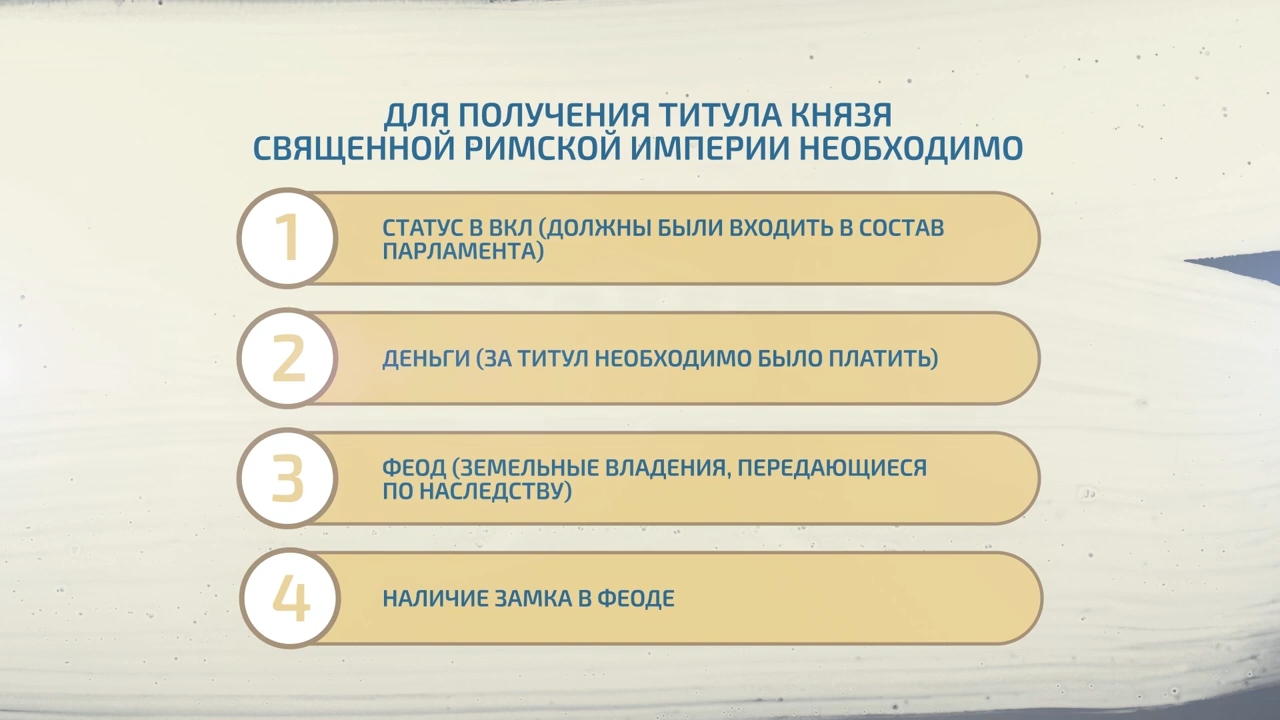 ДЛЯ ПОЛУЧЕНИЯ ТИТУЛА КНЯЗЯ
СВЯЩЕННОЙ РИМСКОЙ ИМПЕРИИ НЕОБХОДИМО
1
СТАТУС В ВКЛ (ДОЛЖНЫ БЫЛИ ВХОДИТЬ В СОСТАВ
ПАРЛАМЕНТА)
2
ДЕНЬГИ (ЗА ТИТУЛ НЕОБХОДИМО БЫЛО ПЛАТИТЬ)
3
ФЕОД (ЗЕМЕЛЬНЫЕ ВЛАДЕНИЯ, ПЕРЕДАЮЩИЕСЯ
ПО НАСЛЕДСТВУ)
4
НАЛИЧИЕ ЗАМКА В ФЕОДЕ